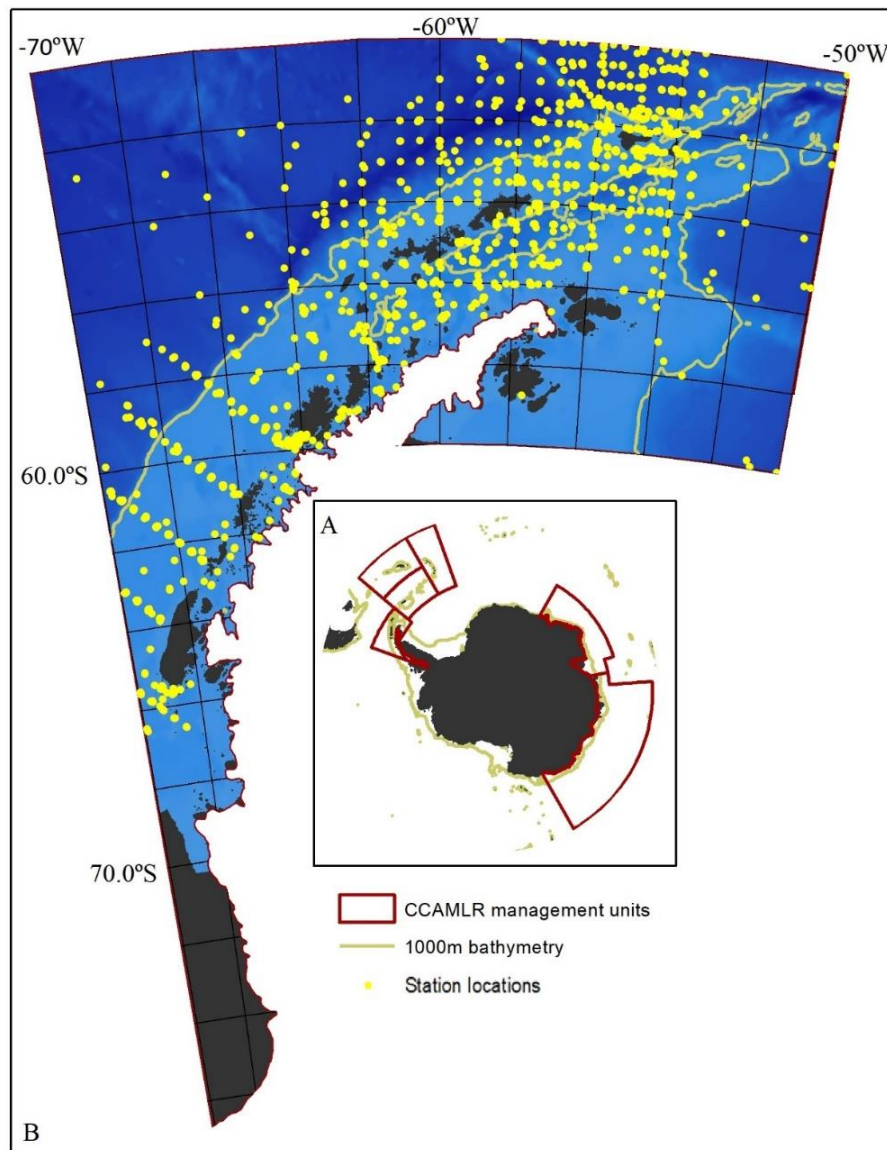 -70ºW
-60ºW
-50ºW
60.0ºS
A
70.0ºS
CCAMLR management units
1000m bathymetry
Station locations
B